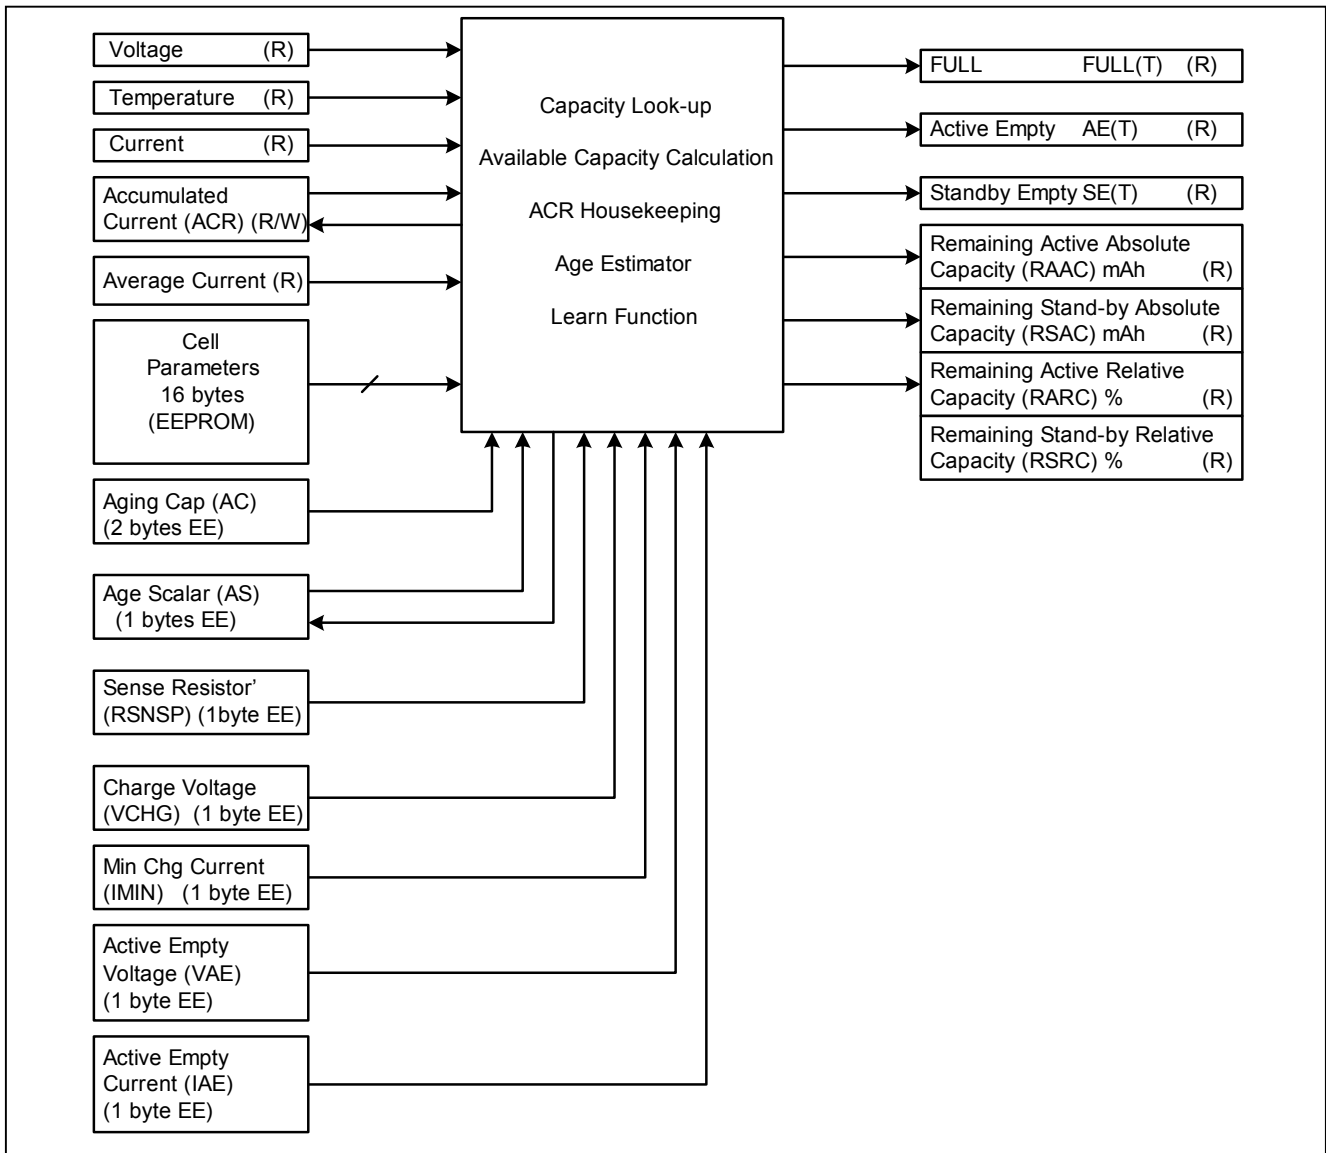 Voltage (R)
Temperature (R)
Current (R)
Accumulated
Current (ACR) (R/W)
Average Current (R)
Cell
Parameters
16 bytes
(EEPROM)
Aging Cap (AC)
(2 bytes EE)
Age Scalar (AS)
(1 bytes EE)
Sense Resistor’
(RSNSP) (1byte EE)
Charge Voltage
(VCHG) (1 byte EE)
Min Chg Current
(IMIN) (1 byte EE)
Active Empty
Voltage (VAE)
(1 byte EE)
Active Empty
Current (IAE)
(1 byte EE)
Capacity Look-up
Available Capacity Calculation
ACR Housekeeping
Age Estimator
Learn Function
FULL FULL(T) (R)
Active Empty AE(T) (R)
Standby Empty SE(T) (R)
Remaining Active Absolute
Capacity (RAAC) mAh (R)
Remaining Stand-by Absolute
Capacity (RSAC) mAh (R)
Remaining Active Relative
Capacity (RARC) % (R)
Remaining Stand-by Relative
Capacity (RSRC) % (R)